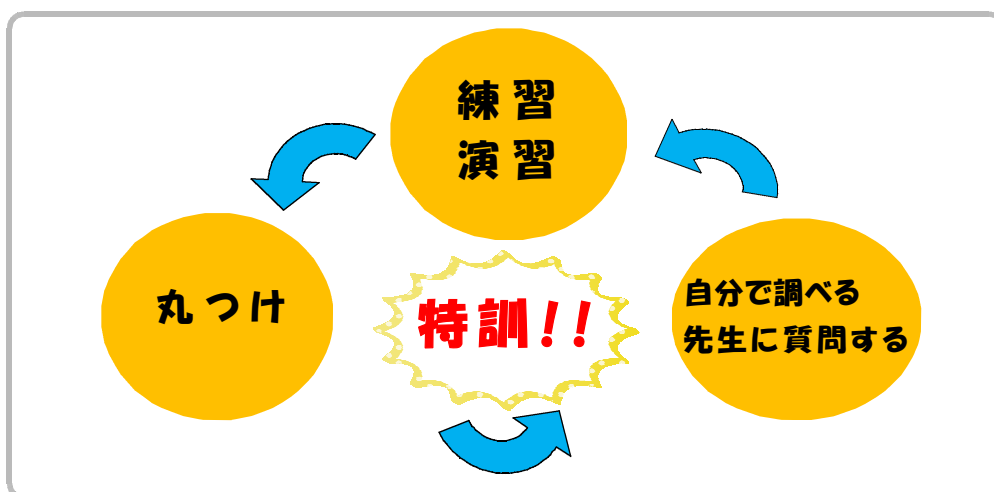 練習
演習
丸つけ
特訓!!
自分で調べる
先生に質問する